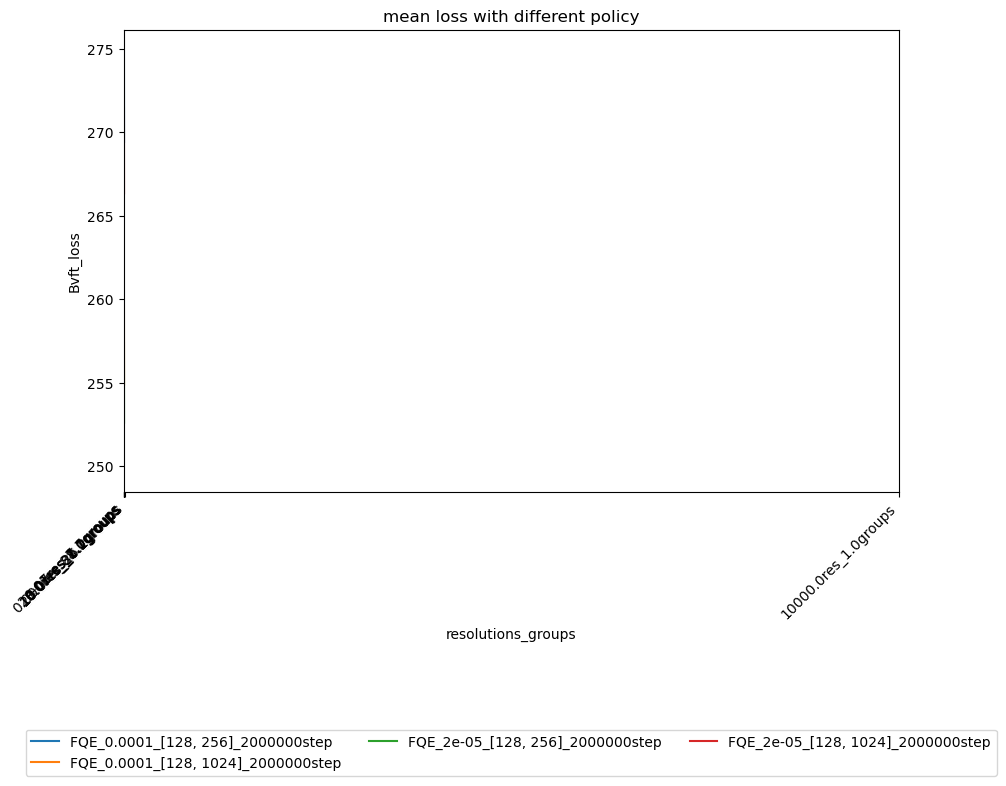 mean loss with different policy
275
270
265
260
255
250
Bvft_loss
10000.0res_1.0groups
resolutions_groups
FQE_0.0001_[128, 256]_2000000step
FQE_2e-05_[128, 256]_2000000step
FQE_2e-05_[128, 1024]_2000000step
FQE_0.0001_[128, 1024]_2000000step